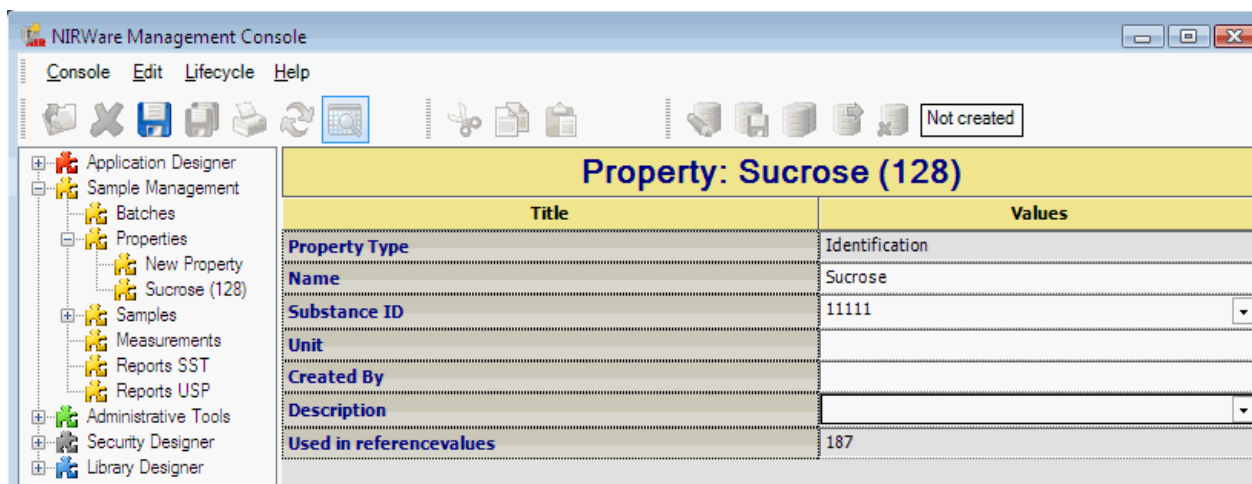 NIRWare Management Console
Console Edit Lifecycle Help
Not created
Application Designer
Sample Management
Batches
Properties
New Property
Sucrose (128)
Samples
Measurements
Reports SST
Reports USP
Administrative Tools
Security Designer
Library Designer
Property: Sucrose (128)
Title Values
Property Type Identification
Name Sucrose
Substance ID 11111
Unit
Created By
Description
Used in referencevalues 187